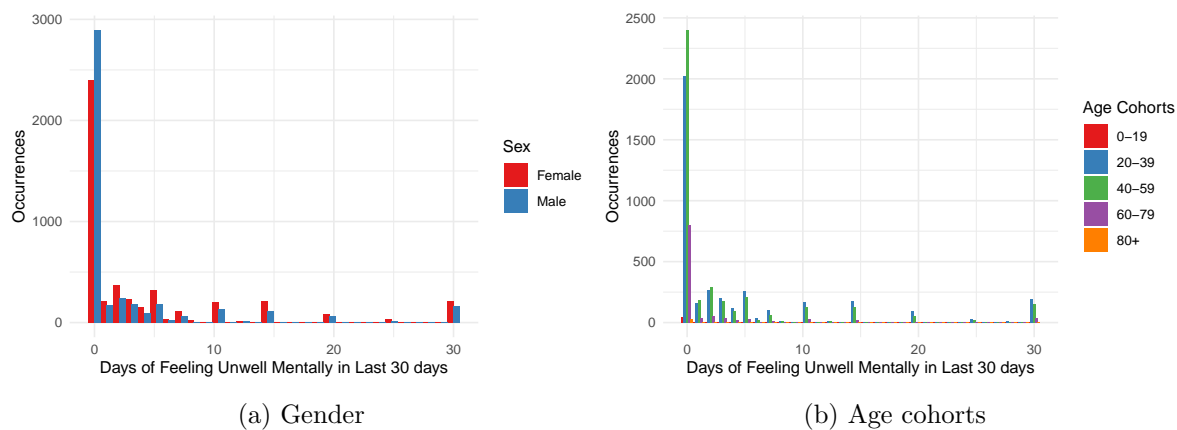 3000
2000
1000
0
Occurrences
0 10 20 30
Days of Feeling Unwell Mentally in Last 30 days
Sex
Female
Male
(a) Gender
2500
2000
1500
1000
500
0
Occurrences
0 10 20 30
Days of Feeling Unwell Mentally in Last 30 days
Age Cohorts
0–19
20–39
40–59
60–79
80+
(b) Age cohorts